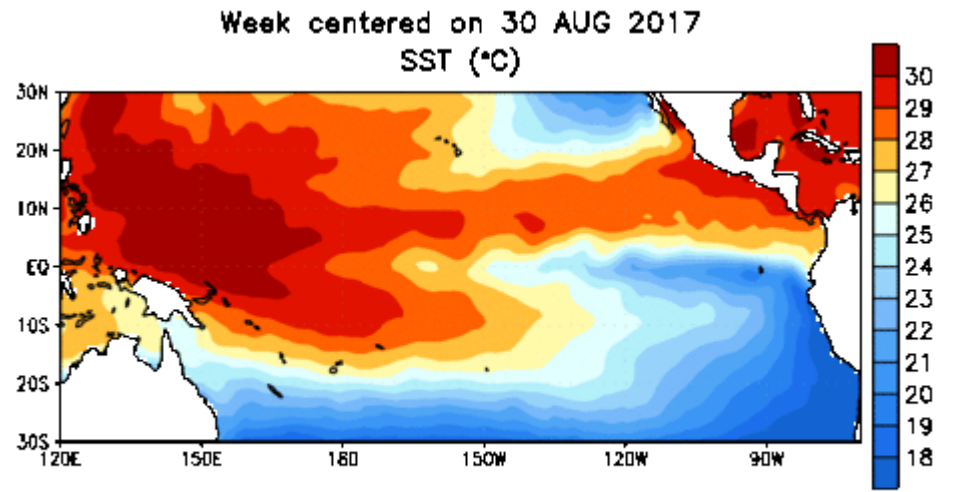 Week centered on 30 AUG 2017
SST (°C)
30N
20N
10N
EQ
10S
20S
30S
120E 150E 180 150W 120W 90W
30
29
28
27
26
25
24
23
22
21
20
19
18